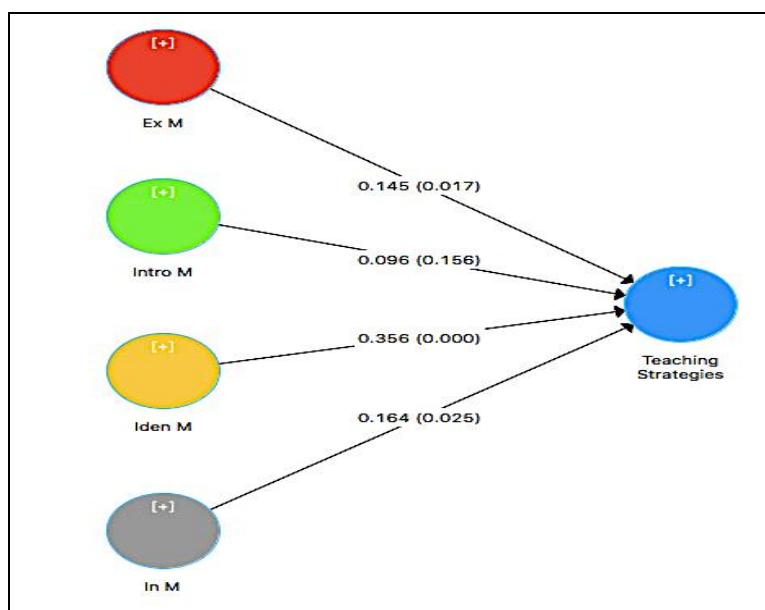 [+]
Ex M
0.145 (0.017)
[+]
Intro M
0.096 (0.156)
[+]
Teaching
Strategies
0.356 (0.000)
[+]
Iden M
0.164 (0.025)
[+]
In M